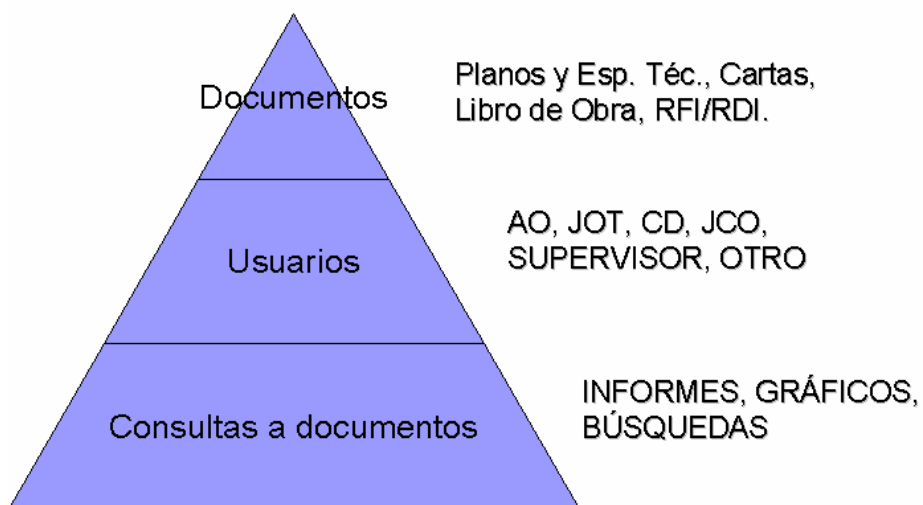 Documentos
Planos y Esp. Téc., Cartas,
Libro de Obra, RFI/RDI.
Usuarios
AO, JOT, CD, JCO,
SUPERVISOR, OTRO
Consultas a documentos
INFORMES, GRÁFICOS,
BÚSQUEDAS